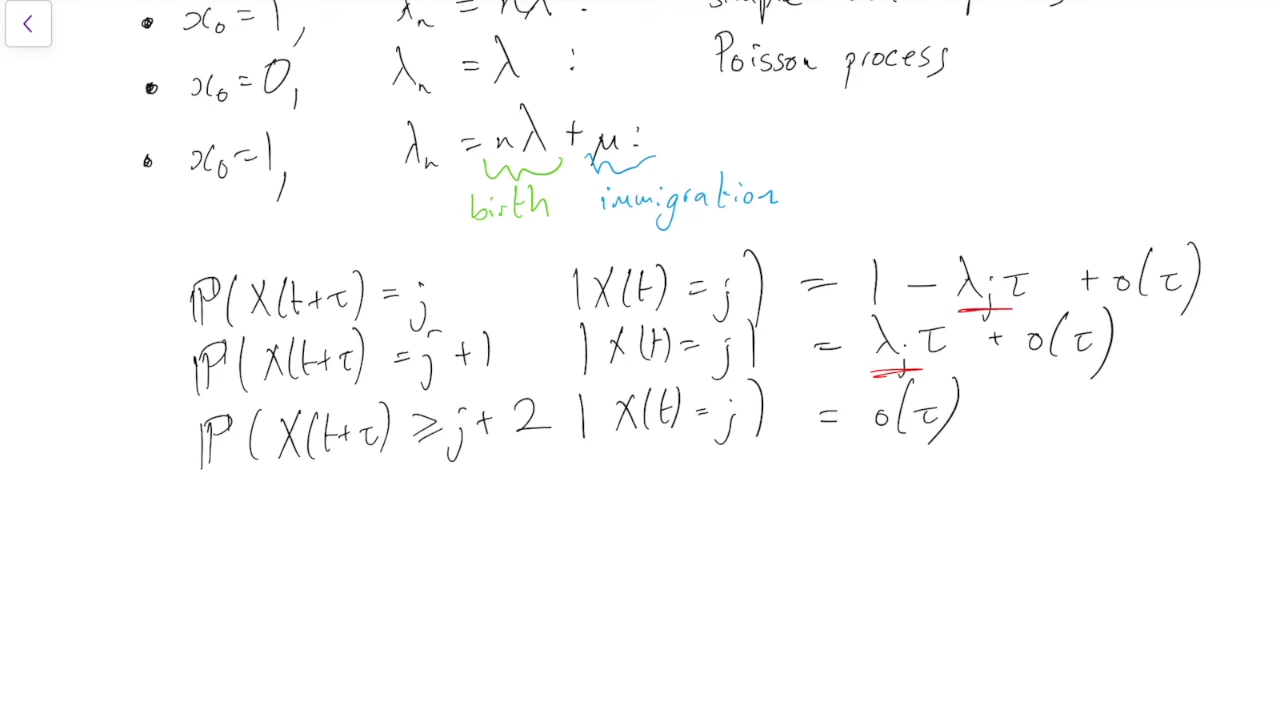 • x₀ = 1, λₙ = nλ :
• x₀ = 0, λₙ = λ : Poisson process
• x₀ = 1, λₙ = nλ + μ :
birth immigration
ℙ(X(t+τ) = j | X(t) = j) = 1 − λⱼτ + o(τ)
ℙ(X(t+τ) = j + 1 | X(t) = j) = λⱼτ + o(τ)
ℙ(X(t+τ) ≥ j + 2 | X(t) = j) = o(τ)